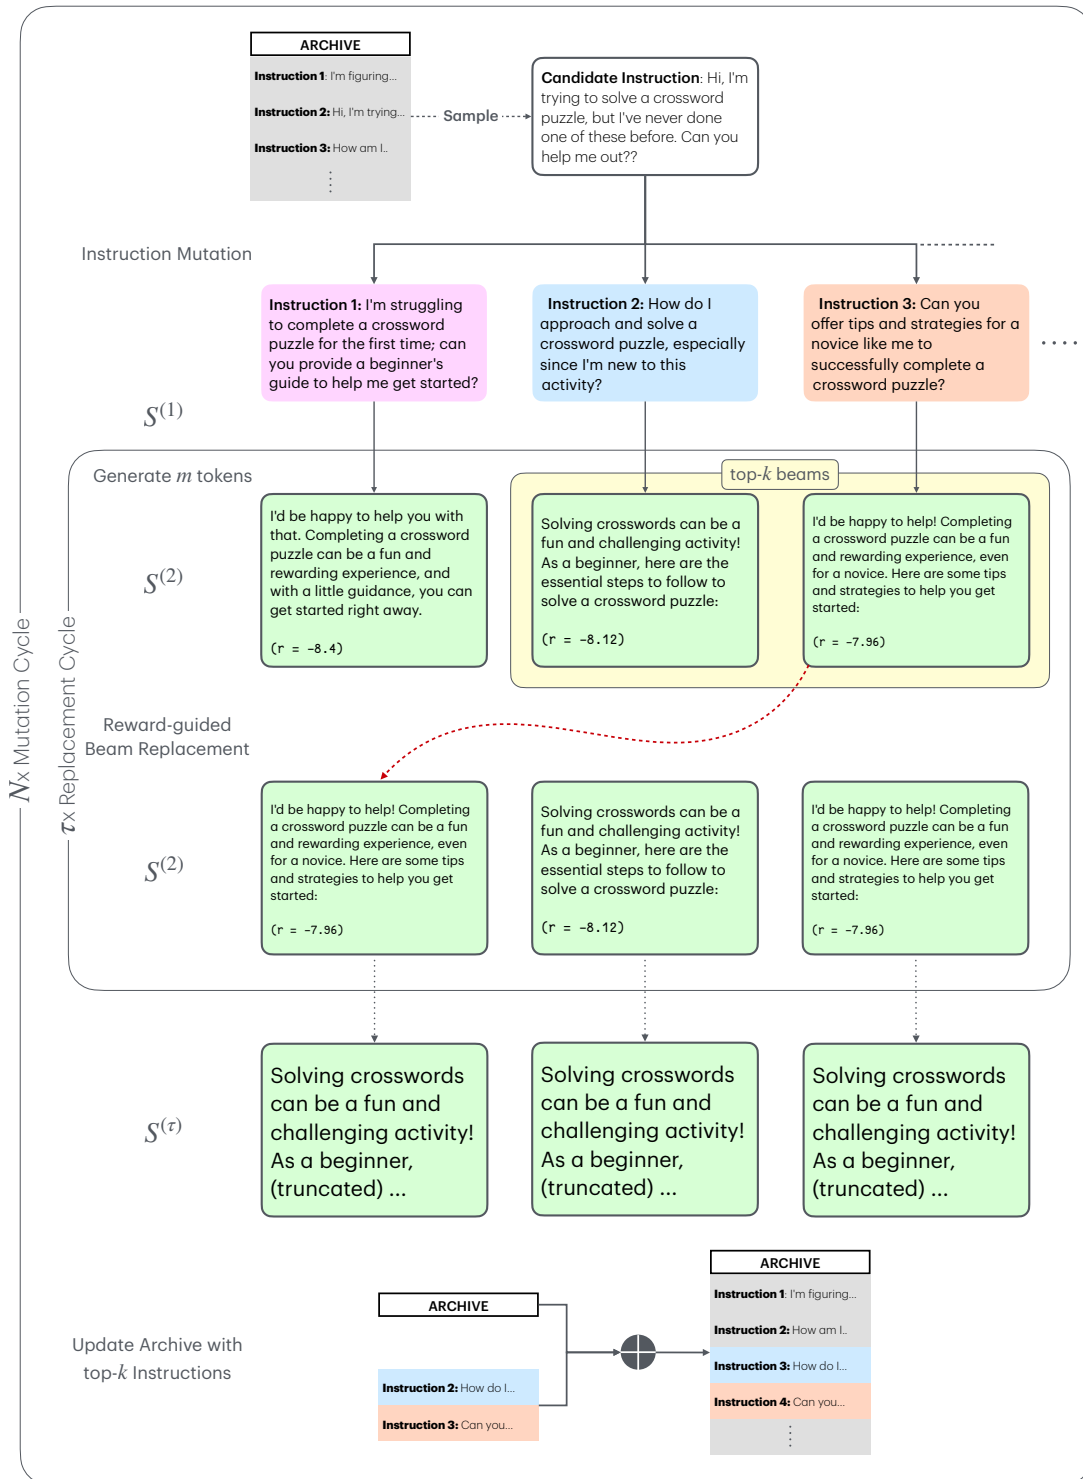 ARCHIVE
Instruction 1: I'm figuring...
Instruction 2: Hi, I'm trying...
Instruction 3: How am I..
Sample
Candidate Instruction: Hi, I'm
trying to solve a crossword
puzzle, but I've never done
one of these before. Can you
help me out??
Instruction Mutation
Instruction 1: I'm struggling
to complete a crossword
puzzle for the first time; can
you provide a beginner's
guide to help me get started?
Instruction 2: How do I
approach and solve a
crossword puzzle, especially
since I'm new to this
activity?
Instruction 3: Can you
offer tips and strategies for a
novice like me to
successfully complete a
crossword puzzle?
S(1)
Generate m tokens
top-k beams
S(2)
I'd be happy to help you with
that. Completing a crossword
puzzle can be a fun and
rewarding experience, and
with a little guidance, you can
get started right away.
(r = -8.4)
Solving crosswords can be a
fun and challenging activity!
As a beginner, here are the
essential steps to follow to
solve a crossword puzzle:
(r = -8.12)
I'd be happy to help! Completing
a crossword puzzle can be a fun
and rewarding experience, even
for a novice. Here are some tips
and strategies to help you get
started:
(r = -7.96)
Nx Mutation Cycle
τx Replacement Cycle
Reward-guided
Beam Replacement
S(2)
I'd be happy to help! Completing
a crossword puzzle can be a fun
and rewarding experience, even
for a novice. Here are some tips
and strategies to help you get
started:
(r = -7.96)
Solving crosswords can be a
fun and challenging activity!
As a beginner, here are the
essential steps to follow to
solve a crossword puzzle:
(r = -8.12)
I'd be happy to help! Completing
a crossword puzzle can be a fun
and rewarding experience, even
for a novice. Here are some tips
and strategies to help you get
started:
(r = -7.96)
S(τ)
Solving crosswords
can be a fun and
challenging activity!
As a beginner,
(truncated) ...
Solving crosswords
can be a fun and
challenging activity!
As a beginner,
(truncated) ...
Solving crosswords
can be a fun and
challenging activity!
As a beginner,
(truncated) ...
Update Archive with
top-k Instructions
ARCHIVE
Instruction 2: How do I...
Instruction 3: Can you...
ARCHIVE
Instruction 1: I'm figuring...
Instruction 2: How am I..
Instruction 3: How do I...
Instruction 4: Can you...